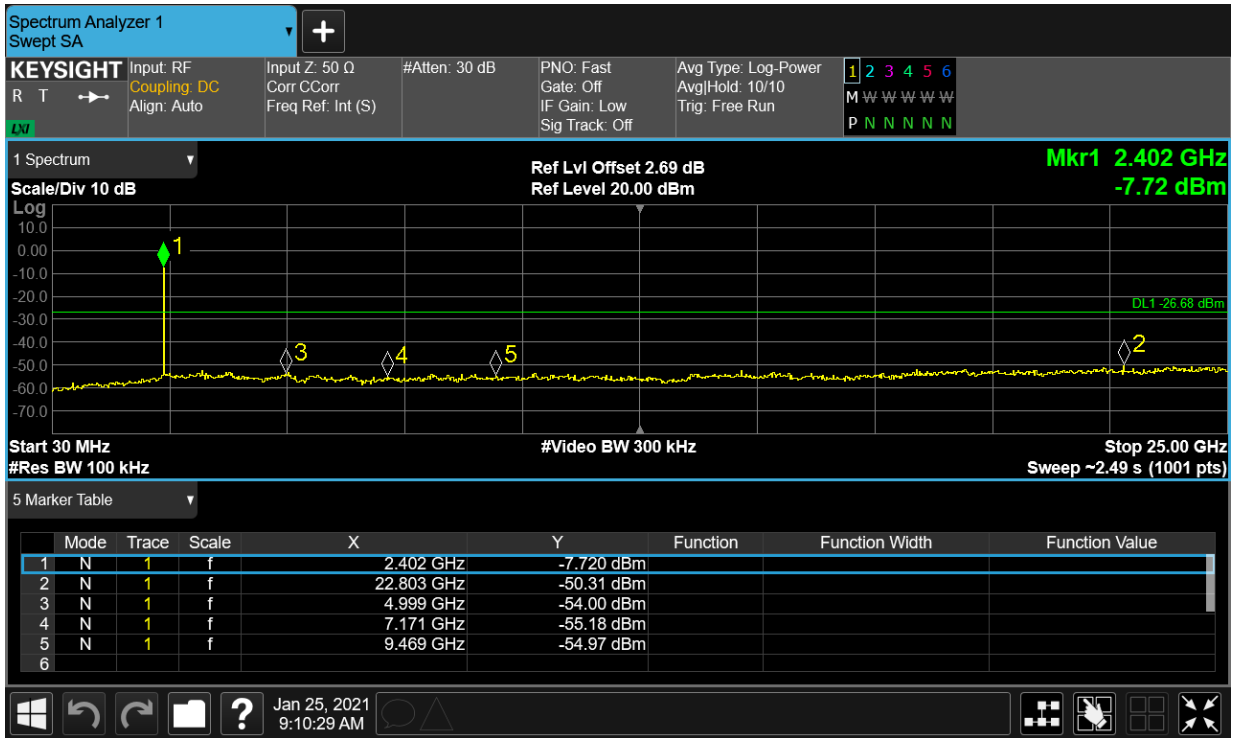 Spectrum Analyzer 1
Swept SA
KEYSIGHT
R T
LXI
Input: RF
Coupling: DC
Align: Auto
Input Z: 50 Ω
Corr CCorr
Freq Ref: Int (S)
#Atten: 30 dB
PNO: Fast
Gate: Off
IF Gain: Low
Sig Track: Off
Avg Type: Log-Power
Avg|Hold: 10/10
Trig: Free Run
1 2 3 4 5 6
M W W W W W
P N N N N N
1 Spectrum
Scale/Div 10 dB
Ref Lvl Offset 2.69 dB
Ref Level 20.00 dBm
Mkr1 2.402 GHz
-7.72 dBm
Log
10.0
0.00
-10.0
-20.0
-30.0
-40.0
-50.0
-60.0
-70.0
1
DL1 -26.68 dBm
3
4
5
2
Start 30 MHz
#Res BW 100 kHz
#Video BW 300 kHz
Stop 25.00 GHz
Sweep ~2.49 s (1001 pts)
5 Marker Table
Mode Trace Scale X Y Function Function Width Function Value
1 N 1 f 2.402 GHz -7.720 dBm
2 N 1 f 22.803 GHz -50.31 dBm
3 N 1 f 4.999 GHz -54.00 dBm
4 N 1 f 7.171 GHz -55.18 dBm
5 N 1 f 9.469 GHz -54.97 dBm
6
?
Jan 25, 2021
9:10:29 AM